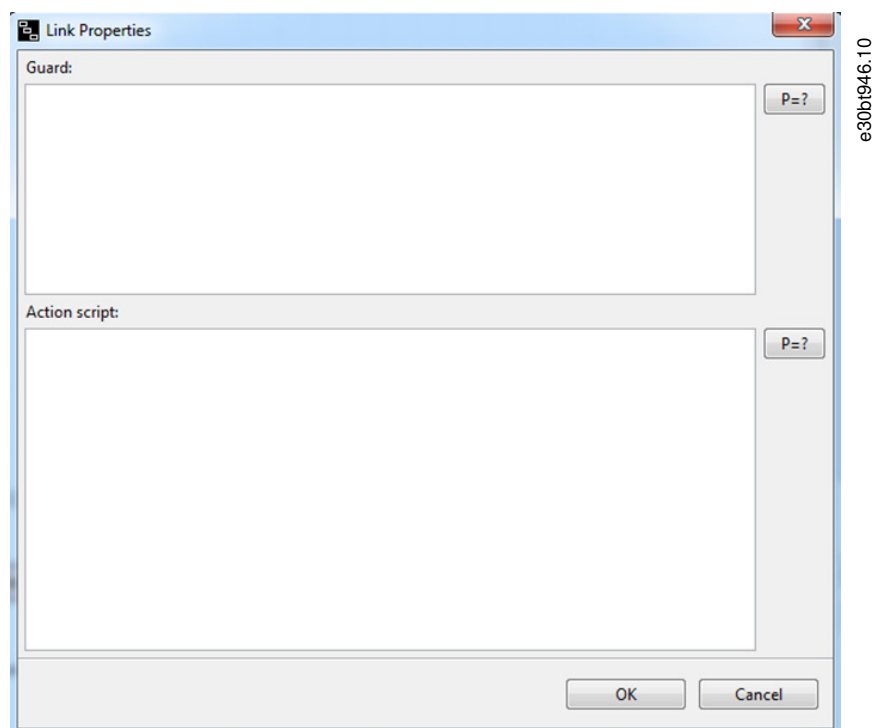 Link Properties
Guard:
P=?
Action script:
P=?
OK
Cancel
e30bt946.10